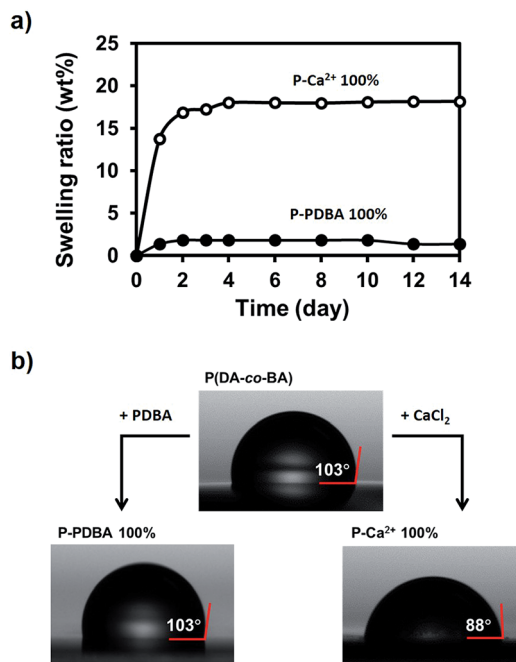 a)
25
20
15
10
5
0
Swelling ratio (wt%)
P-Ca²⁺ 100%
P-PDBA 100%
0 2 4 6 8 10 12 14
Time (day)
b)
P(DA-co-BA)
+ PDBA
+ CaCl₂
103°
P-PDBA 100%
P-Ca²⁺ 100%
103°
88°